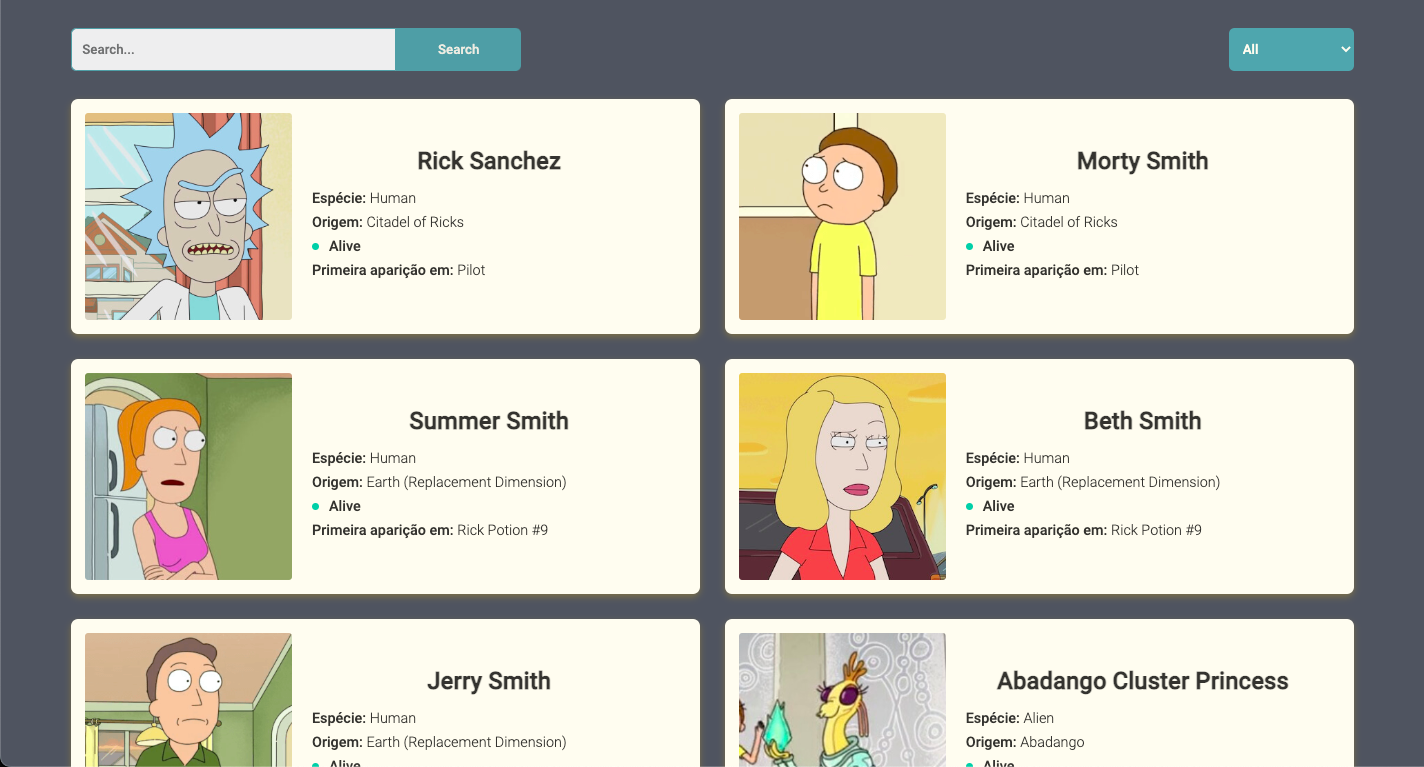 Search...
Search
All
Rick Sanchez
Espécie: Human
Origem: Citadel of Ricks
Alive
Primeira aparição em: Pilot
Morty Smith
Espécie: Human
Origem: Citadel of Ricks
Alive
Primeira aparição em: Pilot
Summer Smith
Espécie: Human
Origem: Earth (Replacement Dimension)
Alive
Primeira aparição em: Rick Potion #9
Beth Smith
Espécie: Human
Origem: Earth (Replacement Dimension)
Alive
Primeira aparição em: Rick Potion #9
Jerry Smith
Espécie: Human
Origem: Earth (Replacement Dimension)
Alive
Abadango Cluster Princess
Espécie: Alien
Origem: Abadango
Alive